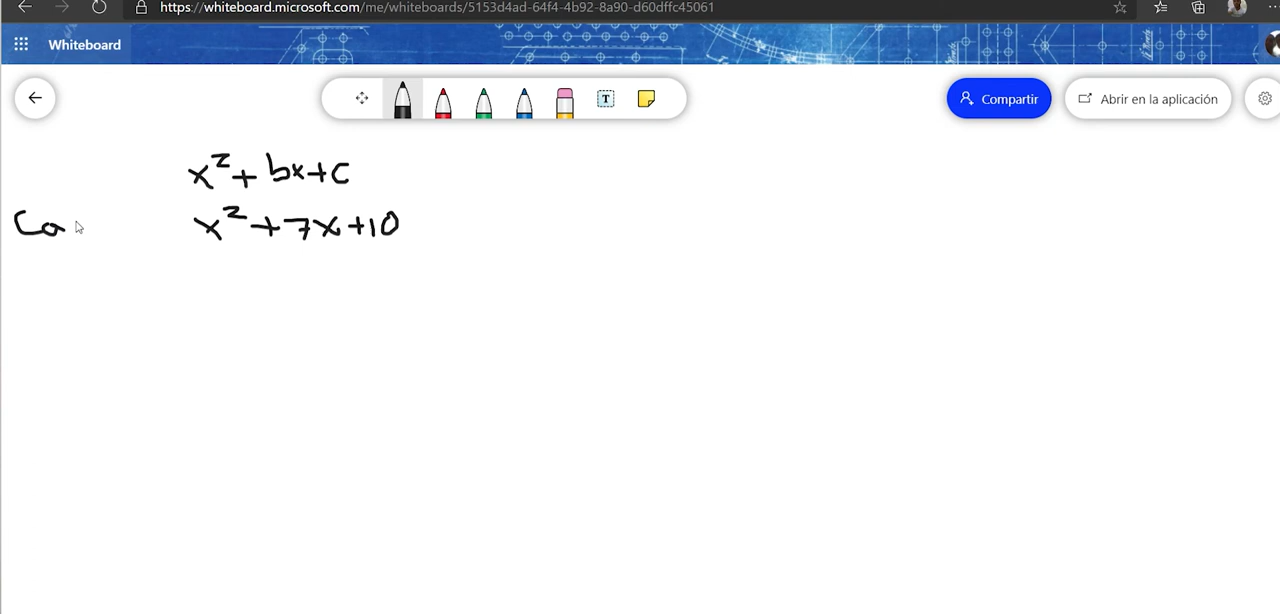 https://whiteboard.microsoft.com/me/whiteboards/5153d4ad-64f4-4b92-8a90-d60dffc45061
Whiteboard
Compartir
Abrir en la aplicación
x² + bx + c
Ca x² + 7x + 10